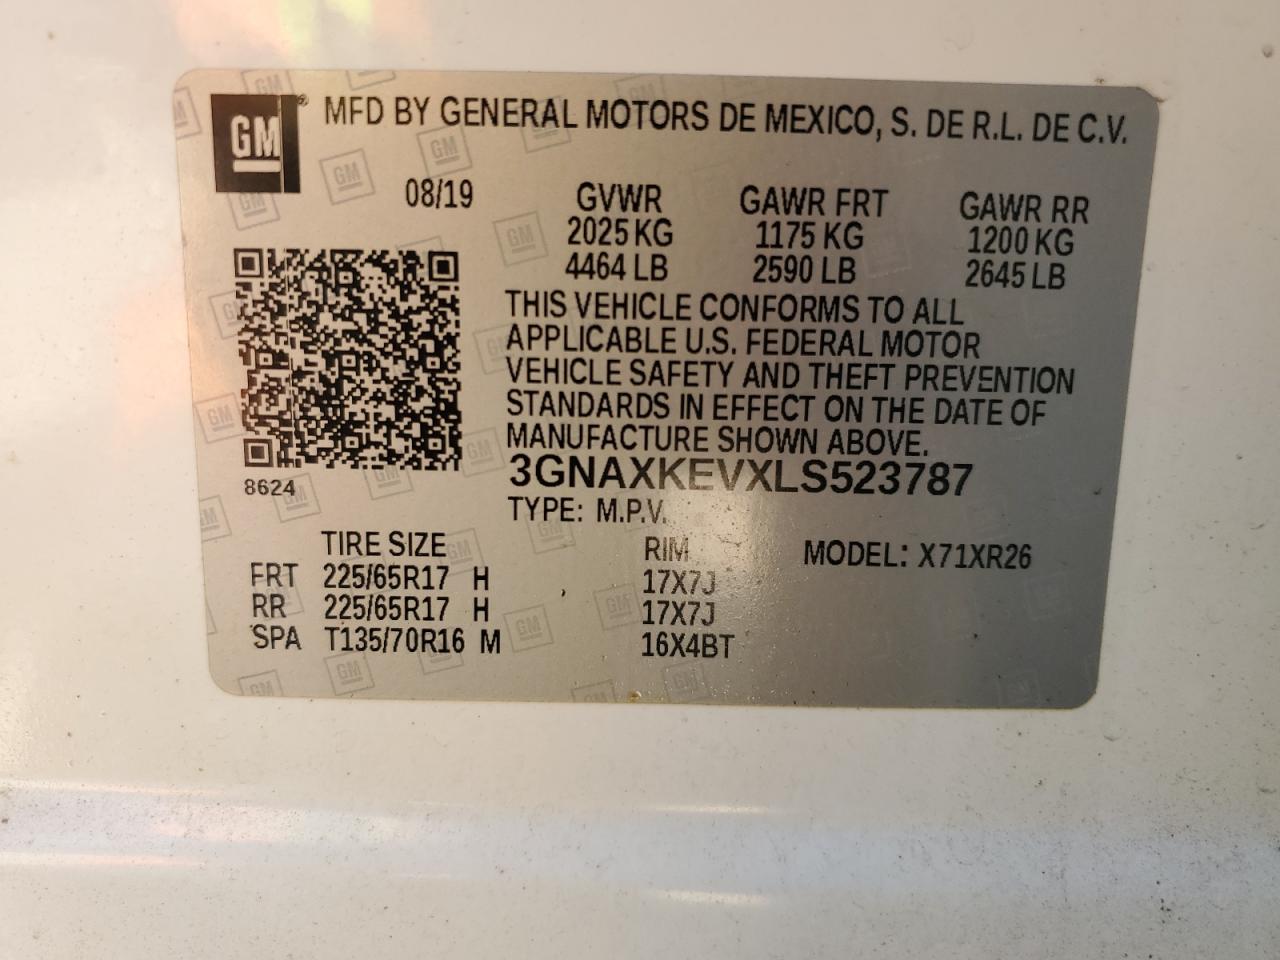 GM® MFD BY GENERAL MOTORS DE MEXICO, S. DE R.L. DE C.V.
08/19 GVWR GAWR FRT GAWR RR
2025 KG 1175 KG 1200 KG
4464 LB 2590 LB 2645 LB
THIS VEHICLE CONFORMS TO ALL
APPLICABLE U.S. FEDERAL MOTOR
VEHICLE SAFETY AND THEFT PREVENTION
STANDARDS IN EFFECT ON THE DATE OF
MANUFACTURE SHOWN ABOVE.
3GNAXKEVXLS523787
8624
TYPE: M.P.V.
TIRE SIZE RIM MODEL: X71XR26
FRT 225/65R17 H 17X7J
RR 225/65R17 H 17X7J
SPA T135/70R16 M 16X4BT